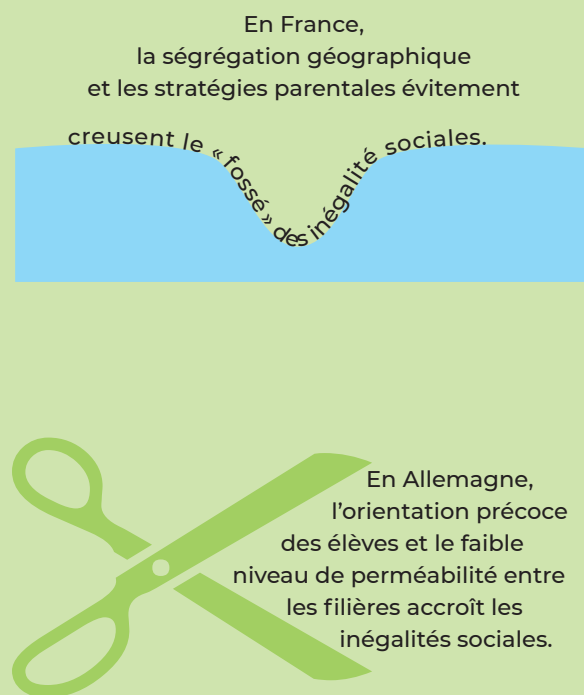 En France,
la ségrégation géographique
et les stratégies parentales évitement
creusent le « fossé » des inégalité sociales.
En Allemagne,
l’orientation précoce
des élèves et le faible
niveau de perméabilité entre
les filières accroît les
inégalités sociales.